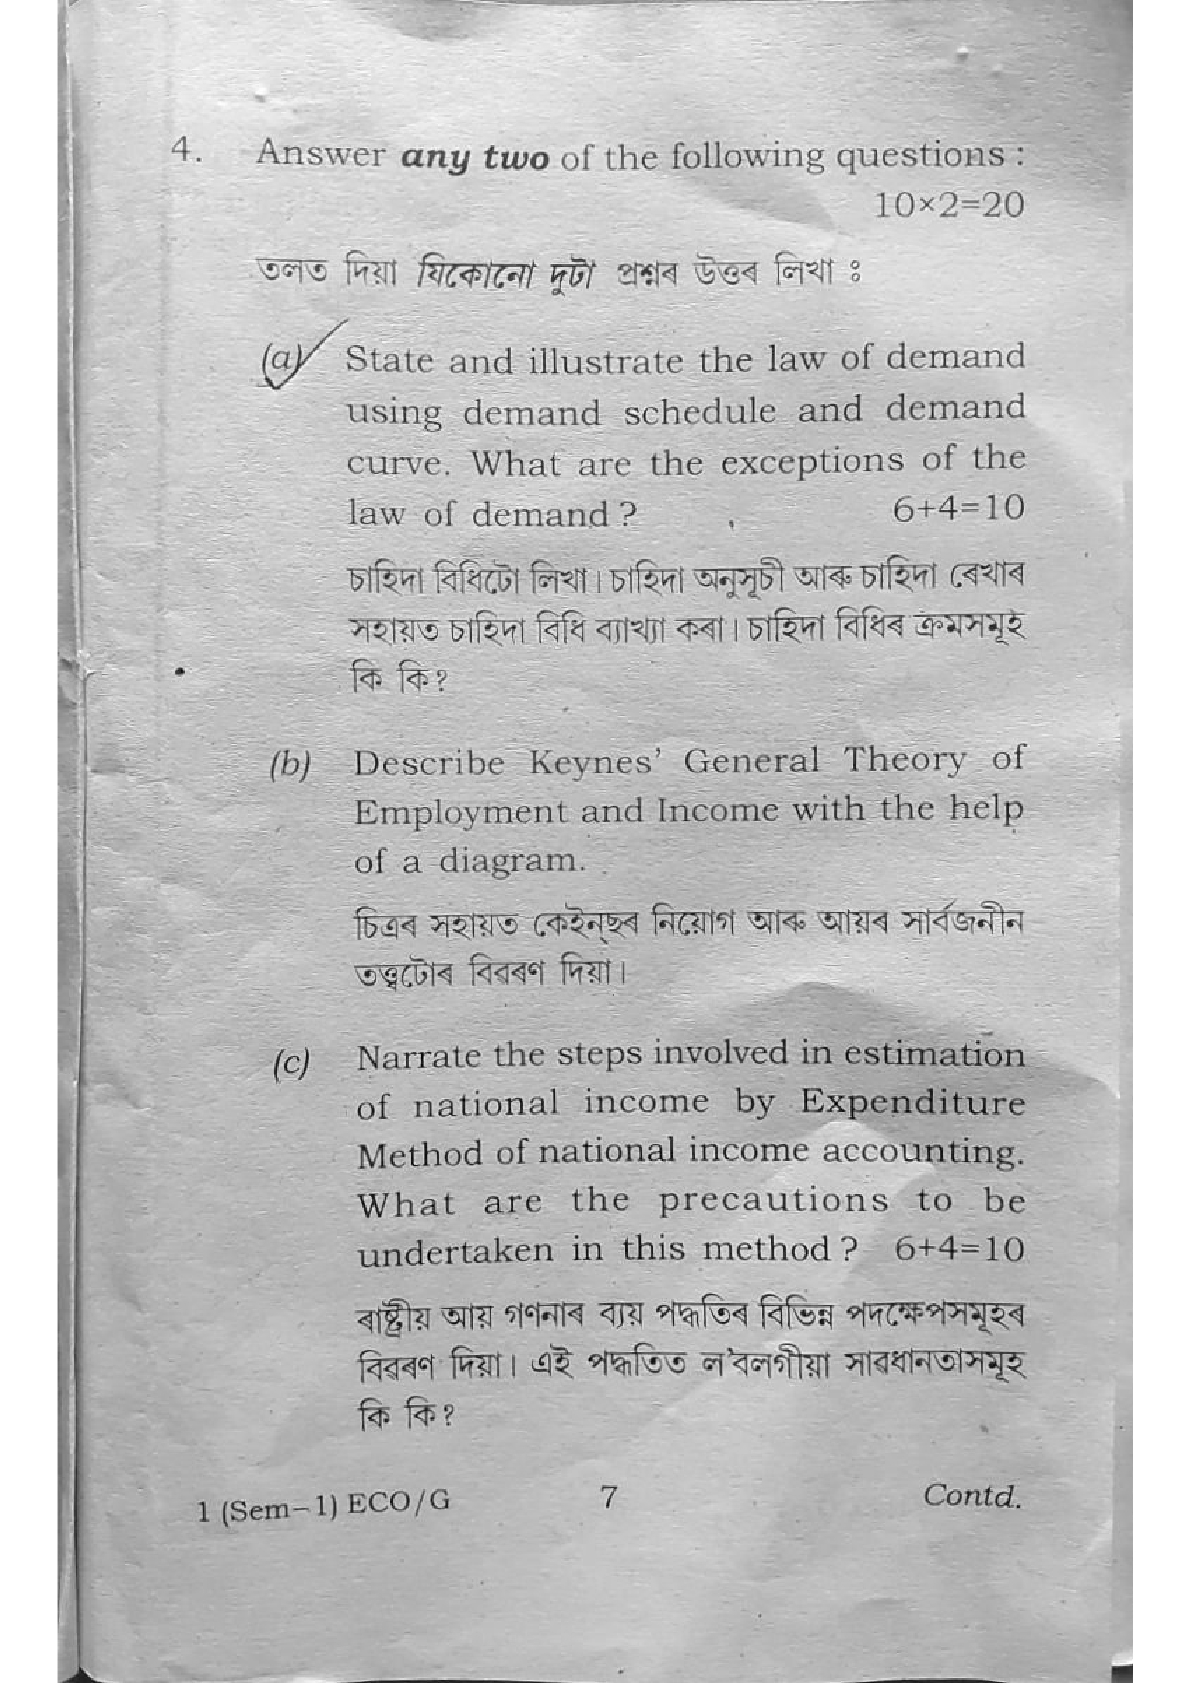 4. Answer any two of the following questions :
10×2=20
তলত দিয়া যিকোনো দুটা প্ৰশ্নৰ উত্তৰ লিখা ঃ
(a) State and illustrate the law of demand
using demand schedule and demand
curve. What are the exceptions of the
law of demand ? 6+4=10
চাহিদা বিধিটো লিখা। চাহিদা অনুসূচী আৰু চাহিদা ৰেখাৰ
সহায়ত চাহিদা বিধি ব্যাখ্যা কৰা। চাহিদা বিধিৰ ক্ৰমসমূহ
কি কি?
(b) Describe Keynes’ General Theory of
Employment and Income with the help
of a diagram.
চিত্ৰৰ সহায়ত কেইন্‌ছৰ নিয়োগ আৰু আয়ৰ সাৰ্বজনীন
তত্ত্বটোৰ বিৱৰণ দিয়া।
(c) Narrate the steps involved in estimation
of national income by Expenditure
Method of national income accounting.
What are the precautions to be
undertaken in this method ? 6+4=10
ৰাষ্ট্ৰীয় আয় গণনাৰ ব্যয় পদ্ধতিৰ বিভিন্ন পদক্ষেপসমূহৰ
বিৱৰণ দিয়া। এই পদ্ধতিত ল’বলগীয়া সাৱধানতাসমূহ
কি কি?
1 (Sem–1) ECO/G 7 Contd.